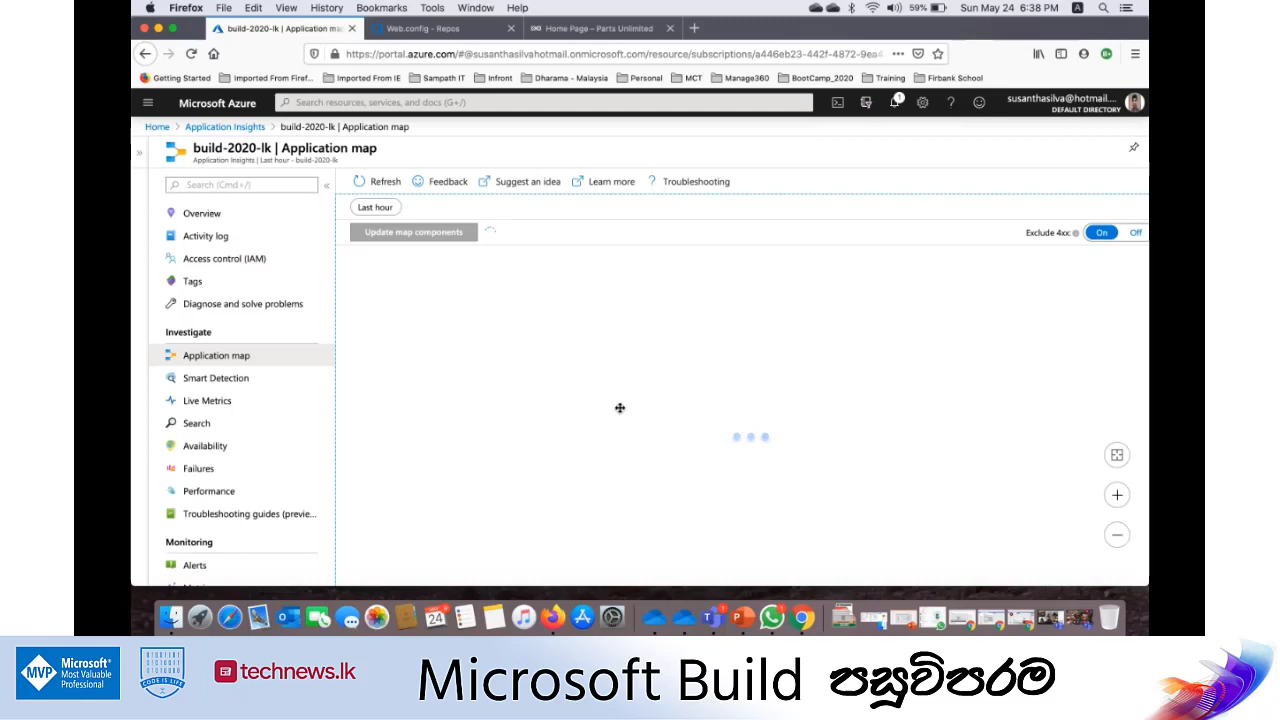 Firefox File Edit View History Bookmarks Tools Window Help 59% Sun May 24 6:38 PM A
build-2020-lk | Application ma Web.config - Repos Home Page - Parts Unlimited
https://portal.azure.com/#@susanthasilvahotmail.onmicrosoft.com/resource/subscriptions/a446eb23-442f-4872-9ea4
Getting Started Imported From Firef... Imported From IE Sampath IT Infront Dharama - Malaysia Personal MCT Manage360 BootCamp_2020 Training Firbank School
Microsoft Azure Search resources, services, and docs (G+/) 1 susanthasilva@hotmail....
DEFAULT DIRECTORY
Home > Application Insights > build-2020-lk | Application map
build-2020-lk | Application map
Application Insights | Last hour - build-2020-lk
Search (Cmd+/) Refresh Feedback Suggest an idea Learn more Troubleshooting
Last hour
Update map components Exclude 4xx: On Off
Overview
Activity log
Access control (IAM)
Tags
Diagnose and solve problems
Investigate
Application map
Smart Detection
Live Metrics
Search
Availability
Failures
Performance
Troubleshooting guides (previe...
Monitoring
Alerts
24
Microsoft
Most Valuable
Professional
MVP
CODE IS LIFE
technews.lk
Microsoft Build පසුවිපරම